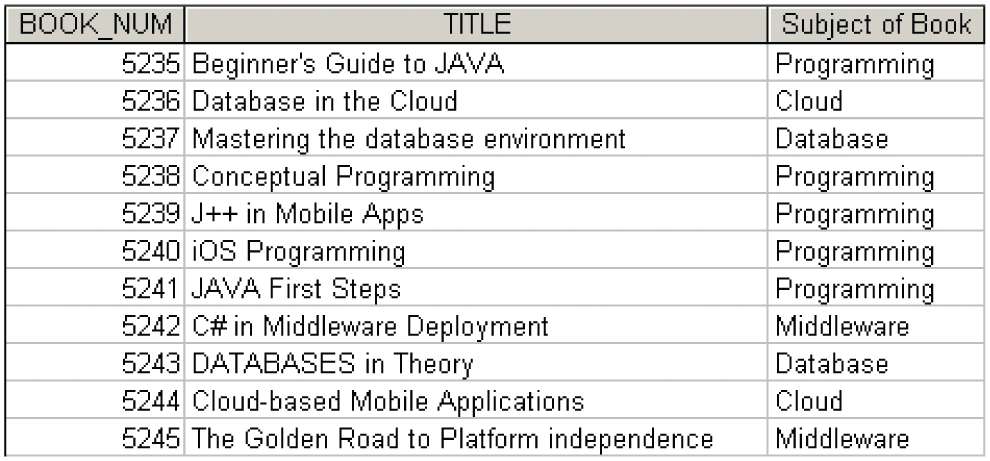 BOOK_NUM TITLE Subject of Book
5235 Beginner's Guide to JAVA Programming
5236 Database in the Cloud Cloud
5237 Mastering the database environment Database
5238 Conceptual Programming Programming
5239 J++ in Mobile Apps Programming
5240 iOS Programming Programming
5241 JAVA First Steps Programming
5242 C# in Middleware Deployment Middleware
5243 DATABASES in Theory Database
5244 Cloud-based Mobile Applications Cloud
5245 The Golden Road to Platform independence Middleware